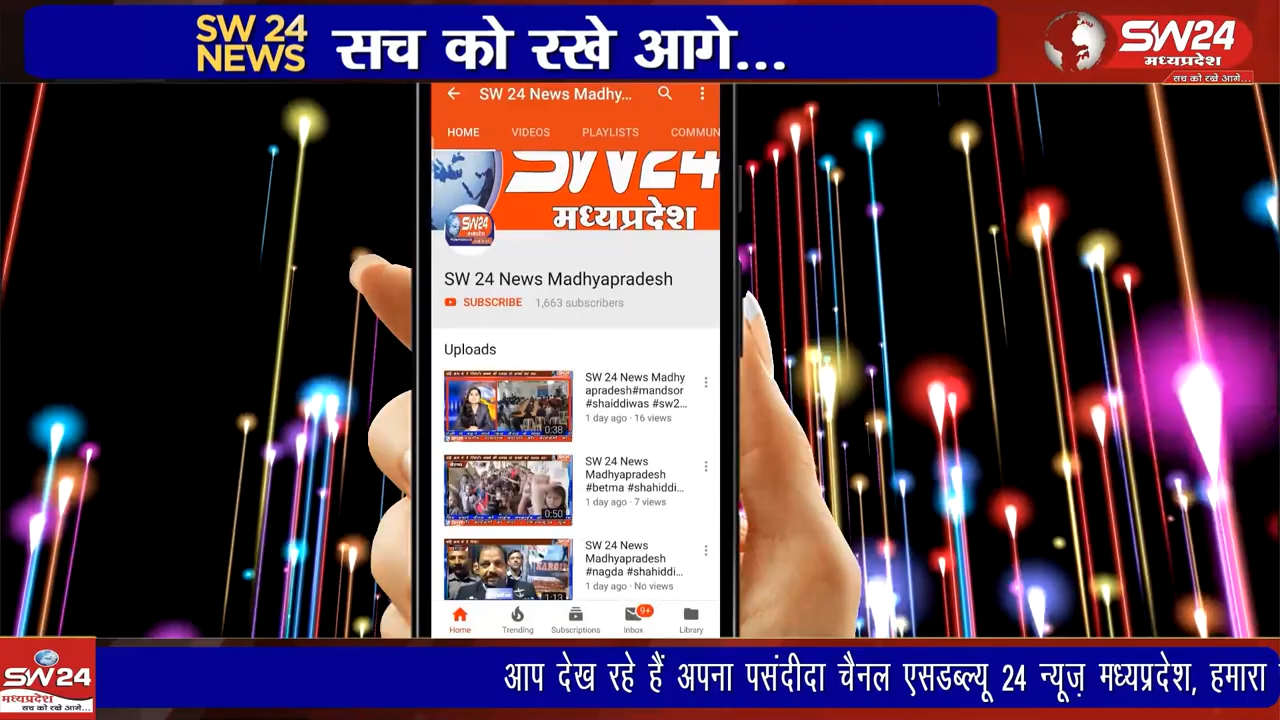 SW 24
NEWS
सच को रखे आगे...
SW24
मध्यप्रदेश
सच को रखे आगे...
SW 24 News Madhy...
HOME VIDEOS PLAYLISTS COMMUN
SW24
मध्यप्रदेश
SW24
SW 24 News Madhyapradesh
SUBSCRIBE 1,663 subscribers
Uploads
SW 24 News Madhy
apradesh#mandsor
#shaiddiwas #sw2...
1 day ago · 16 views
0:38
SW 24 News
Madhyapradesh
#betma #shahiddi...
1 day ago · 7 views
0:50
SW 24 News
Madhyapradesh
#nagda #shahiddi...
1 day ago · No views
1:13
9+
Home Trending Subscriptions Inbox Library
SW24
मध्यप्रदेश
सच को रखे आगे...
आप देख रहे हैं अपना पसंदीदा चैनल एसडब्ल्यू 24 न्यूज़ मध्यप्रदेश, हमारा